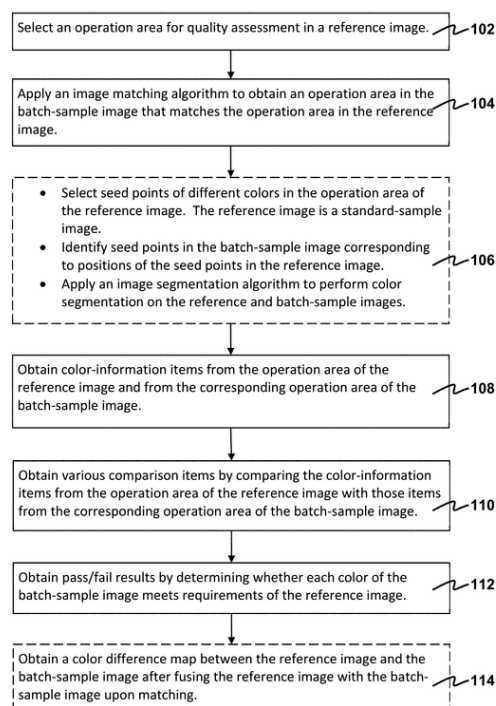 Select an operation area for quality assessment in a reference image.
102
Apply an image matching algorithm to obtain an operation area in the
batch-sample image that matches the operation area in the reference
image.
104
• Select seed points of different colors in the operation area of
the reference image. The reference image is a standard-sample
image.
• Identify seed points in the batch-sample image corresponding
to positions of the seed points in the reference image.
• Apply an image segmentation algorithm to perform color
segmentation on the reference and batch-sample images.
106
Obtain color-information items from the operation area of the
reference image and from the corresponding operation area of the
batch-sample image.
108
Obtain various comparison items by comparing the color-information
items from the operation area of the reference image with those items
from the corresponding operation area of the batch-sample image.
110
Obtain pass/fail results by determining whether each color of the
batch-sample image meets requirements of the reference image.
112
Obtain a color difference map between the reference image and the
batch-sample image after fusing the reference image with the batch-
sample image upon matching.
114